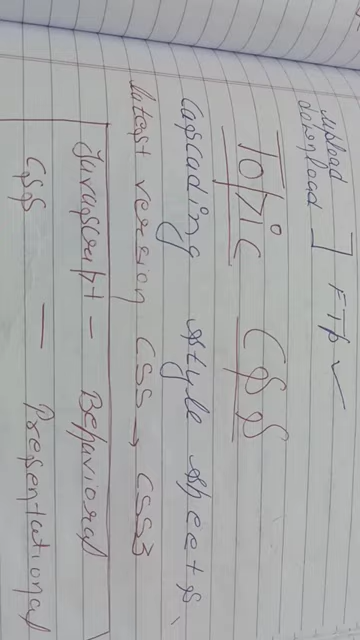 Upload
download ] FTP ✓
Topic CSS
Cascading style sheets,
latest version CSS → CSS3
Javascript - Behavioral
CSS — Presentational